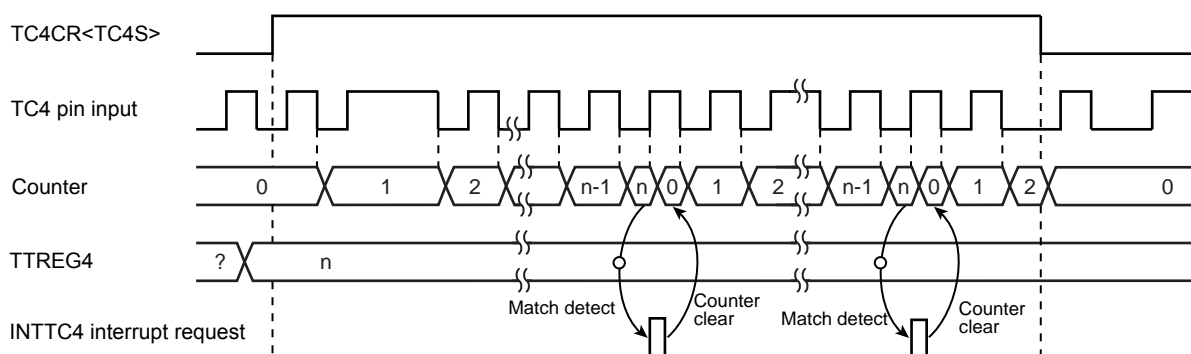 TC4CR<TC4S>
TC4 pin input
Counter
0 1 2 n-1 n 0 1 2 n-1 n 0 1 2 0
TTREG4
? n
Match detect Counter clear Match detect Counter clear
INTTC4 interrupt request